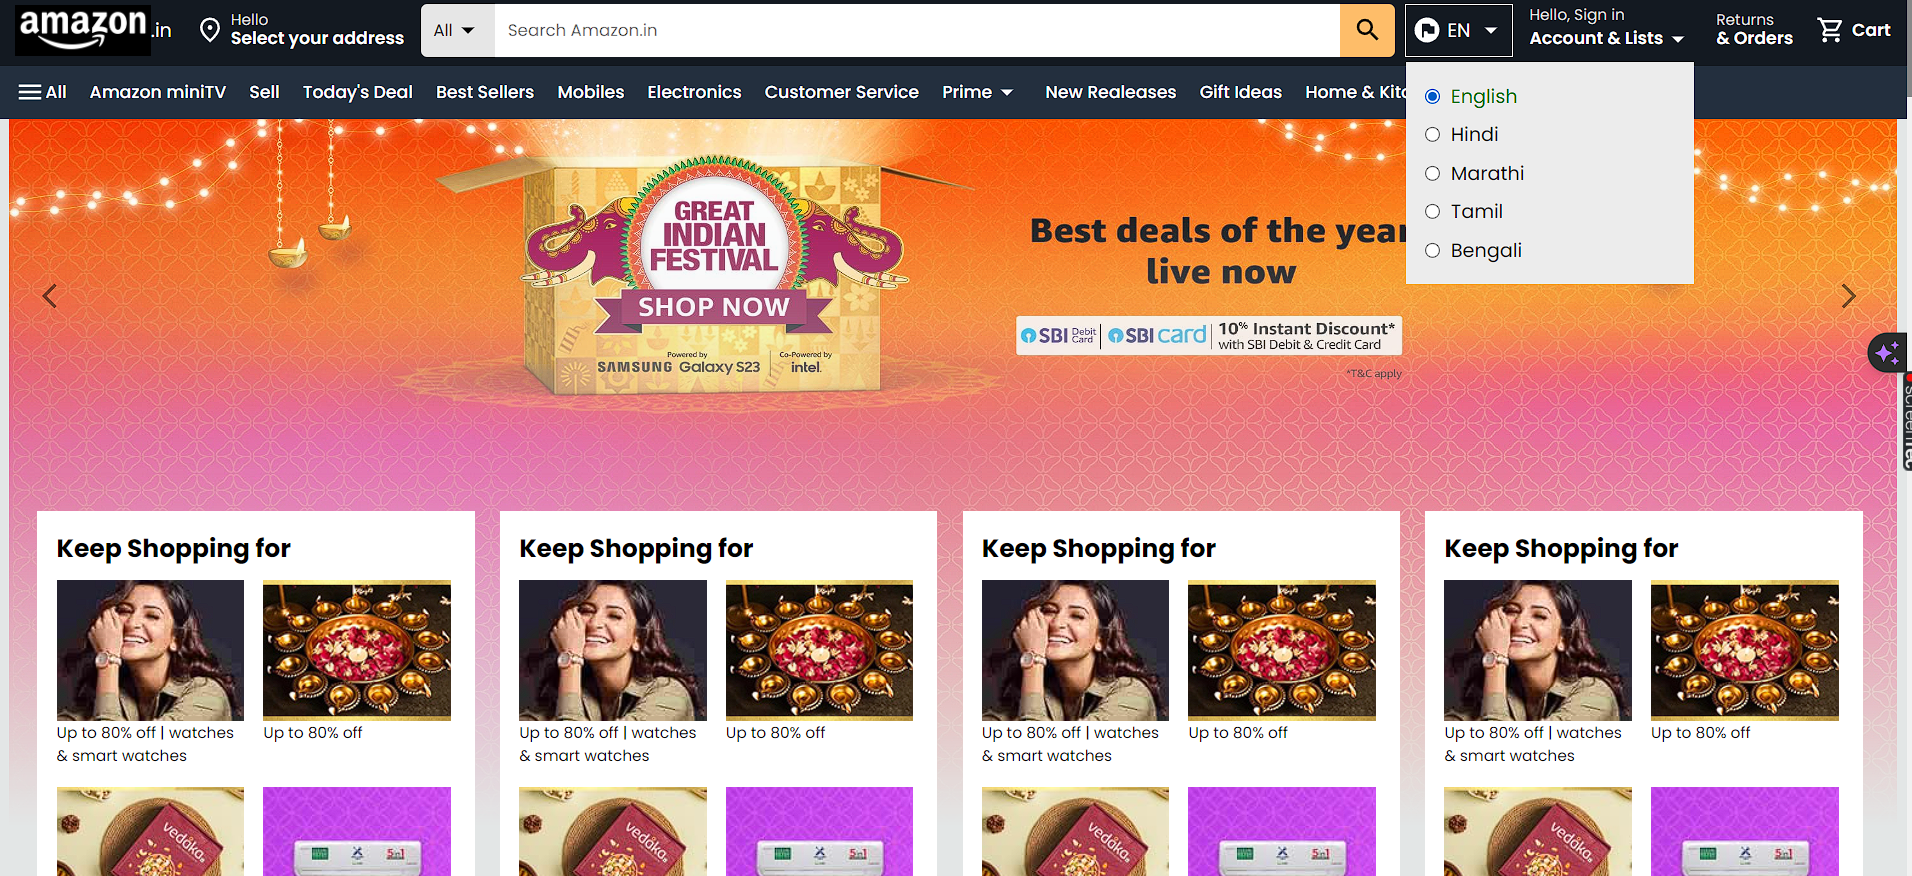 amazon.in
Hello
Select your address
All
Search Amazon.in
EN
Hello, Sign in
Account & Lists
Returns
& Orders
Cart
All Amazon miniTV Sell Today's Deal Best Sellers Mobiles Electronics Customer Service Prime New Realeases Gift Ideas Home &
English
Hindi
Marathi
Tamil
Bengali
GREAT
INDIAN
FESTIVAL
SHOP NOW
Powered by
SAMSUNG Galaxy S23
Co-Powered by
intel.
Best deals of the year
live now
SBI Debit Card
SBI card
10% Instant Discount*
with SBI Debit & Credit Card
*T&C apply
Keep Shopping for
Up to 80% off | watches
& smart watches
Up to 80% off
vedaka
5in1
Keep Shopping for
Up to 80% off | watches
& smart watches
Up to 80% off
vedaka
5in1
Keep Shopping for
Up to 80% off | watches
& smart watches
Up to 80% off
vedaka
5in1
Keep Shopping for
Up to 80% off | watches
& smart watches
Up to 80% off
vedaka
5in1